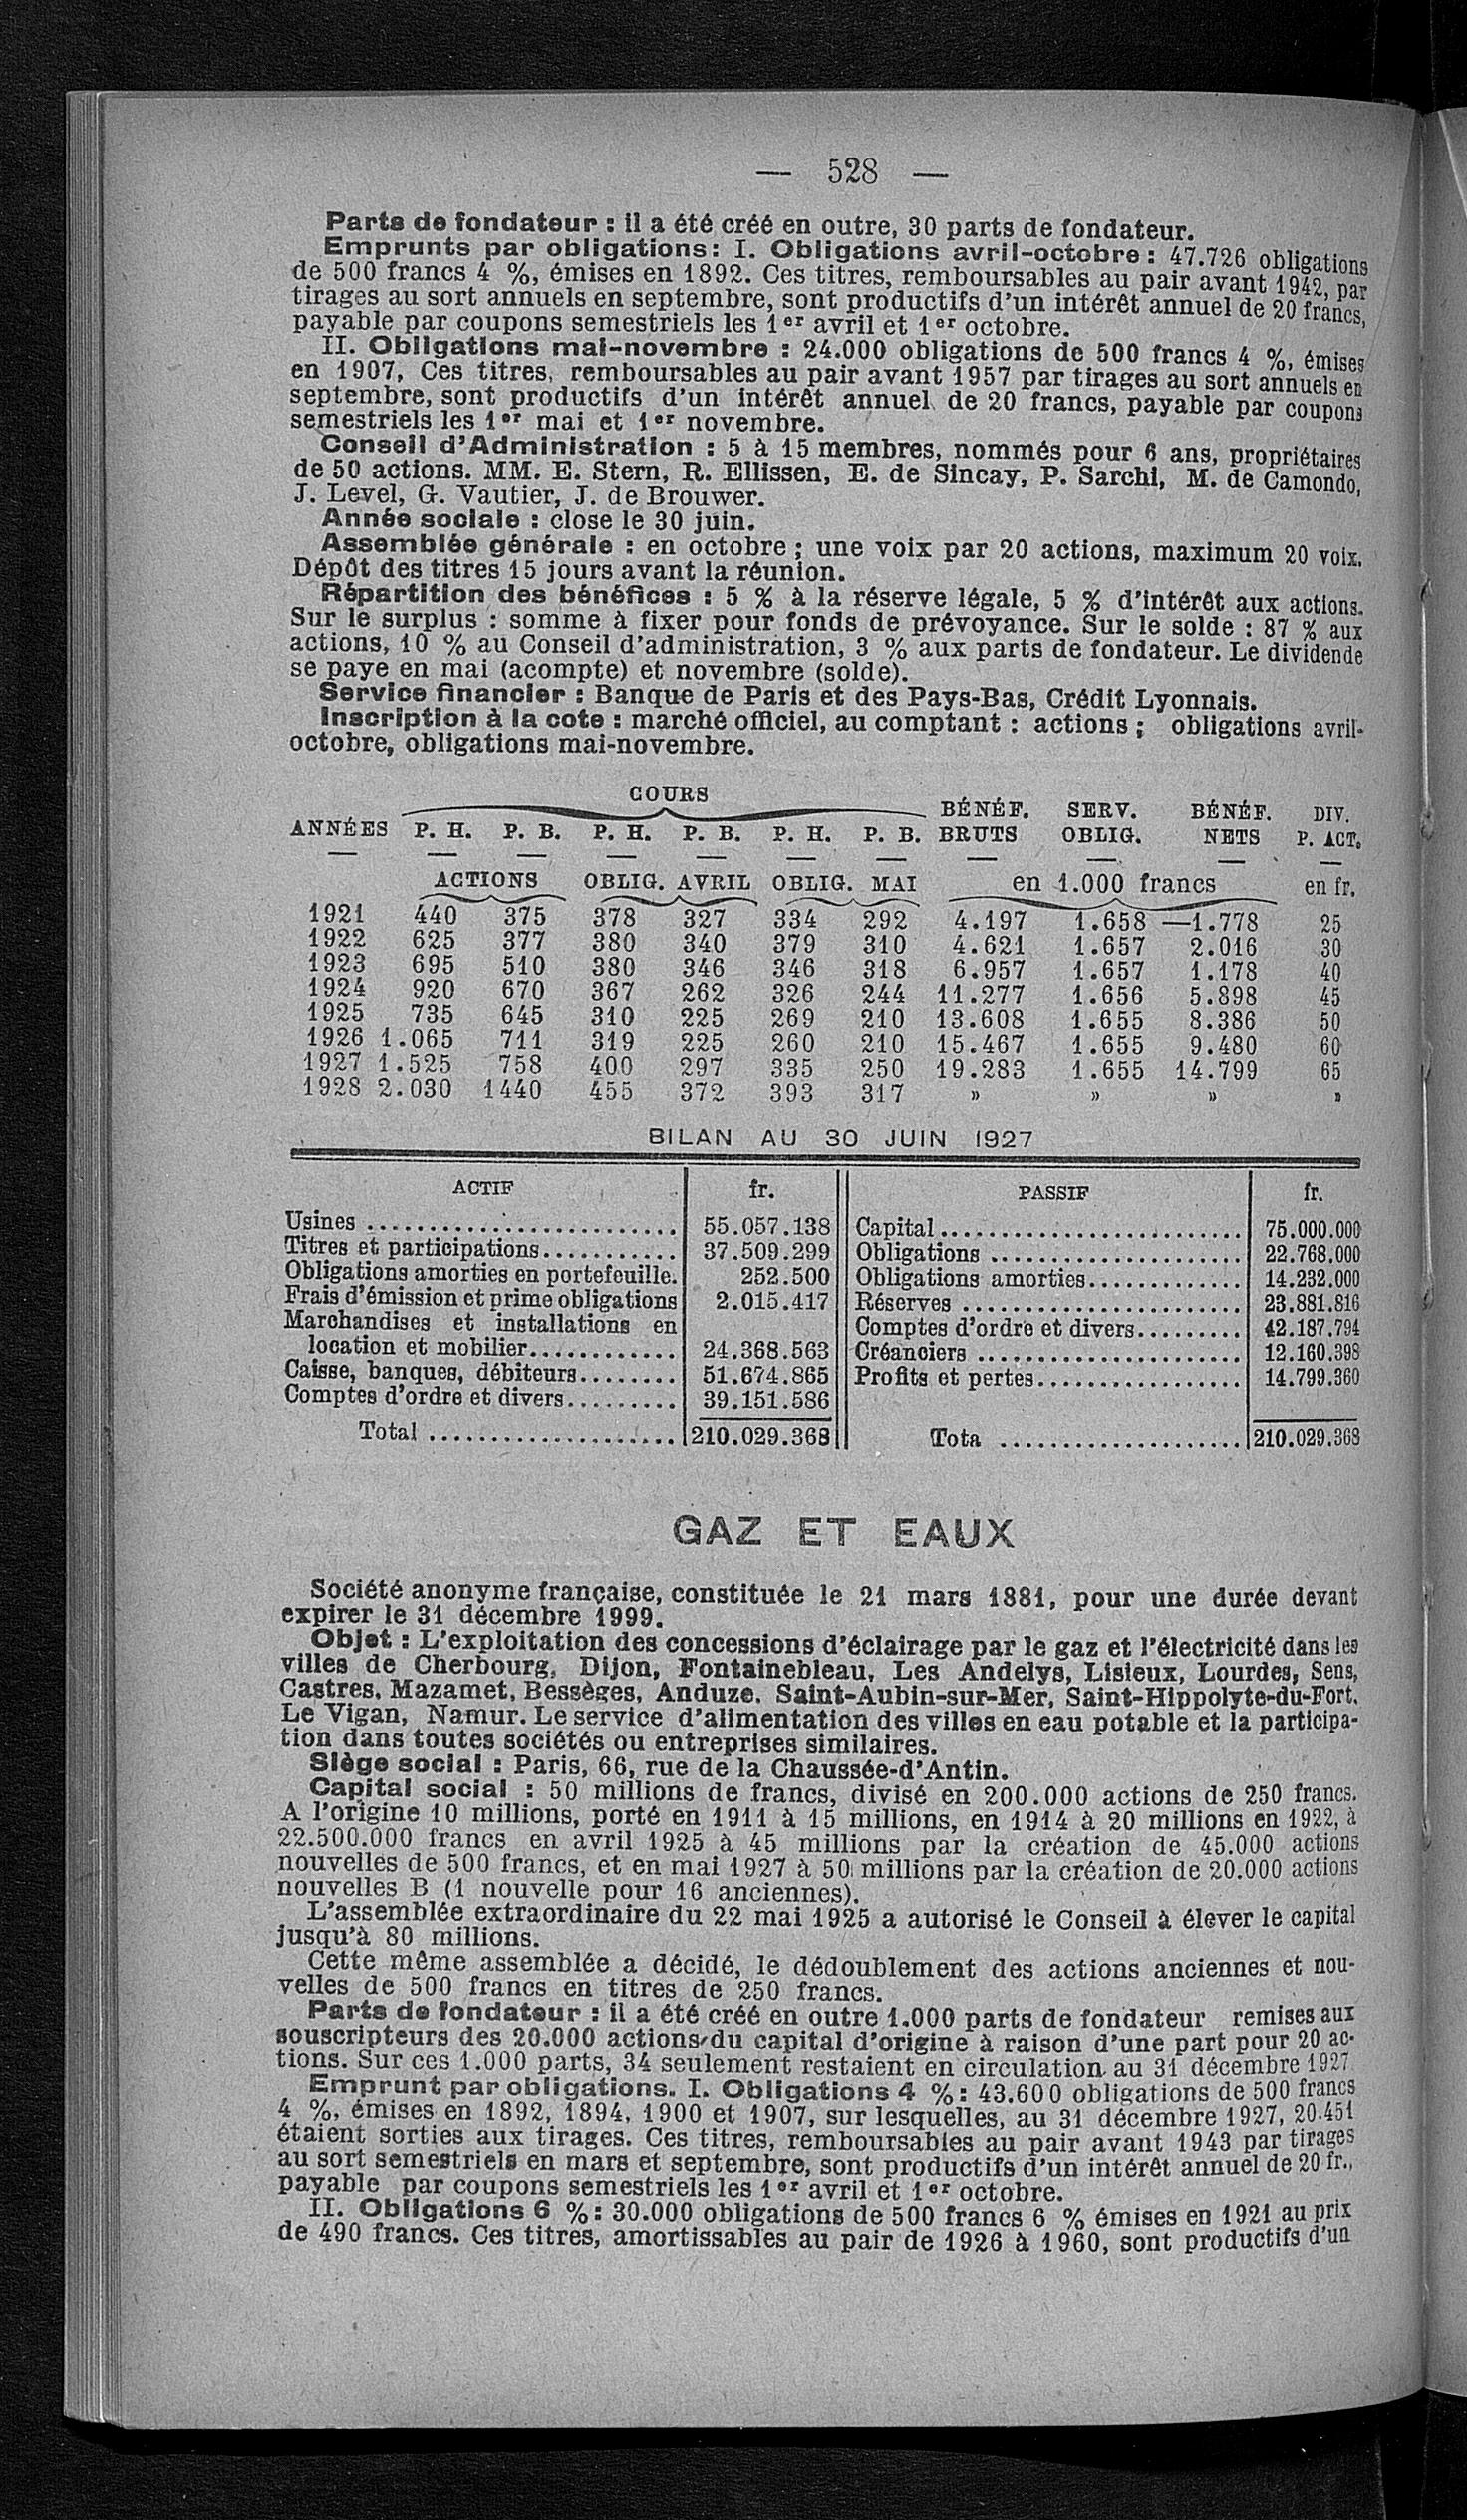 — 528 —
Parts de fondateur : il a été créé en outre, 30 parts de fondateur.
Emprunts par obligations: I. Obligations avril-octobre : 47.726 obligations
de 500 francs 4 %, émises en 1892. Ces titres, remboursables au pair avant 1942, par
tirages au sort annuels en septembre, sont productifs d'un intérêt annuel de 20 francs,
payable par coupons semestriels les 1er avril et 1er octobre.
II. Obligations mai-novembre : 24.000 obligations de 500 francs 4 %, émises
en 1907, Ces titres, remboursables au pair avant 1957 par tirages au sort annuels en
septembre, sont productifs d'un intérêt annuel de 20 francs, payable par coupons
semestriels les 1er mai et 1er novembre.
Conseil d'Administration : 5 à 15 membres, nommés pour 6 ans, propriétaires
de 50 actions. MM. E. Stern, R. Ellissen, E. de Sincay, P. Sarchi, M. de Camondo,
J. Level, G. Vautier, J. de Brouwer.
Année sociale : close le 30 juin.
Assemblée générale : en octobre ; une voix par 20 actions, maximum 20 voix.
Dépôt des titres 15 jours avant la réunion.
Répartition des bénéfices : 5 % à la réserve légale, 5 % d'intérêt aux actions.
Sur le surplus : somme à fixer pour fonds de prévoyance. Sur le solde : 87 % aux
actions, 10 % au Conseil d'administration, 3 % aux parts de fondateur. Le dividende
se paye en mai (acompte) et novembre (solde).
Service financier : Banque de Paris et des Pays-Bas, Crédit Lyonnais.
Inscription à la cote : marché officiel, au comptant : actions ; obligations avril-
octobre, obligations mai-novembre.
COURS
ANNÉES P. H. P. B. P. H. P. B. P. H. P. B. BÉNÉF. BRUTS SERV. OBLIG. BÉNÉF. NETS DIV. P. ACT.
ACTIONS OBLIG. AVRIL OBLIG. MAI en 1.000 francs en fr.
1921 440 375 378 327 334 292 4.197 1.658 —1.778 25
1922 625 377 380 340 379 310 4.621 1.657 2.016 30
1923 695 510 380 346 346 318 6.957 1.657 1.178 40
1924 920 670 367 262 326 244 11.277 1.656 5.898 45
1925 735 645 310 225 269 210 13.608 1.655 8.386 50
1926 1.065 711 319 225 260 210 15.467 1.655 9.480 60
1927 1.525 758 400 297 335 250 19.283 1.655 14.799 65
1928 2.030 1440 455 372 393 317 » » » »
BILAN AU 30 JUIN 1927
ACTIF fr. PASSIF fr.
Usines ......................... 55.057.138 Capital......................... 75.000.000
Titres et participations........... 37.509.299 Obligations ..................... 22.768.000
Obligations amorties en portefeuille. 252.500 Obligations amorties............. 14.232.000
Frais d'émission et prime obligations 2.015.417 Réserves ....................... 23.881.816
Marchandises et installations en Comptes d'ordre et divers......... 42.187.794
location et mobilier............ 24.368.563 Créanciers ...................... 12.160.398
Caisse, banques, débiteurs........ 51.674.865 Profits et pertes................. 14.799.360
Comptes d'ordre et divers......... 39.151.586
Total .................... 210.029.368 Tota .................... 210.029.368
GAZ ET EAUX
Société anonyme française, constituée le 21 mars 1881, pour une durée devant
expirer le 31 décembre 1999.
Objet : L'exploitation des concessions d'éclairage par le gaz et l'électricité dans les
villes de Cherbourg, Dijon, Fontainebleau, Les Andelys, Lisieux, Lourdes, Sens,
Castres, Mazamet, Bessèges, Anduze. Saint-Aubin-sur-Mer, Saint-Hippolyte-du-Fort.
Le Vigan, Namur. Le service d'alimentation des villes en eau potable et la participa-
tion dans toutes sociétés ou entreprises similaires.
Siège social : Paris, 66, rue de la Chaussée-d'Antin.
Capital social : 50 millions de francs, divisé en 200.000 actions de 250 francs.
A l'origine 10 millions, porté en 1911 à 15 millions, en 1914 à 20 millions en 1922, à
22.500.000 francs en avril 1925 à 45 millions par la création de 45.000 actions
nouvelles de 500 francs, et en mai 1927 à 50 millions par la création de 20.000 actions
nouvelles B (1 nouvelle pour 16 anciennes).
L'assemblée extraordinaire du 22 mai 1925 a autorisé le Conseil à élever le capital
jusqu'à 80 millions.
Cette même assemblée a décidé, le dédoublement des actions anciennes et nou-
velles de 500 francs en titres de 250 francs.
Parts de fondateur : il a été créé en outre 1.000 parts de fondateur remises aux
souscripteurs des 20.000 actions du capital d'origine à raison d'une part pour 20 ac-
tions. Sur ces 1.000 parts, 34 seulement restaient en circulation au 31 décembre 1927.
Emprunt par obligations. I. Obligations 4 % : 43.600 obligations de 500 francs
4 %, émises en 1892, 1894, 1900 et 1907, sur lesquelles, au 31 décembre 1927, 20.451
étaient sorties aux tirages. Ces titres, remboursables au pair avant 1943 par tirages
au sort semestriels en mars et septembre, sont productifs d'un intérêt annuel de 20 fr.,
payable par coupons semestriels les 1er avril et 1er octobre.
II. Obligations 6 % : 30.000 obligations de 500 francs 6 % émises en 1921 au prix
de 490 francs. Ces titres, amortissables au pair de 1926 à 1960, sont productifs d'un